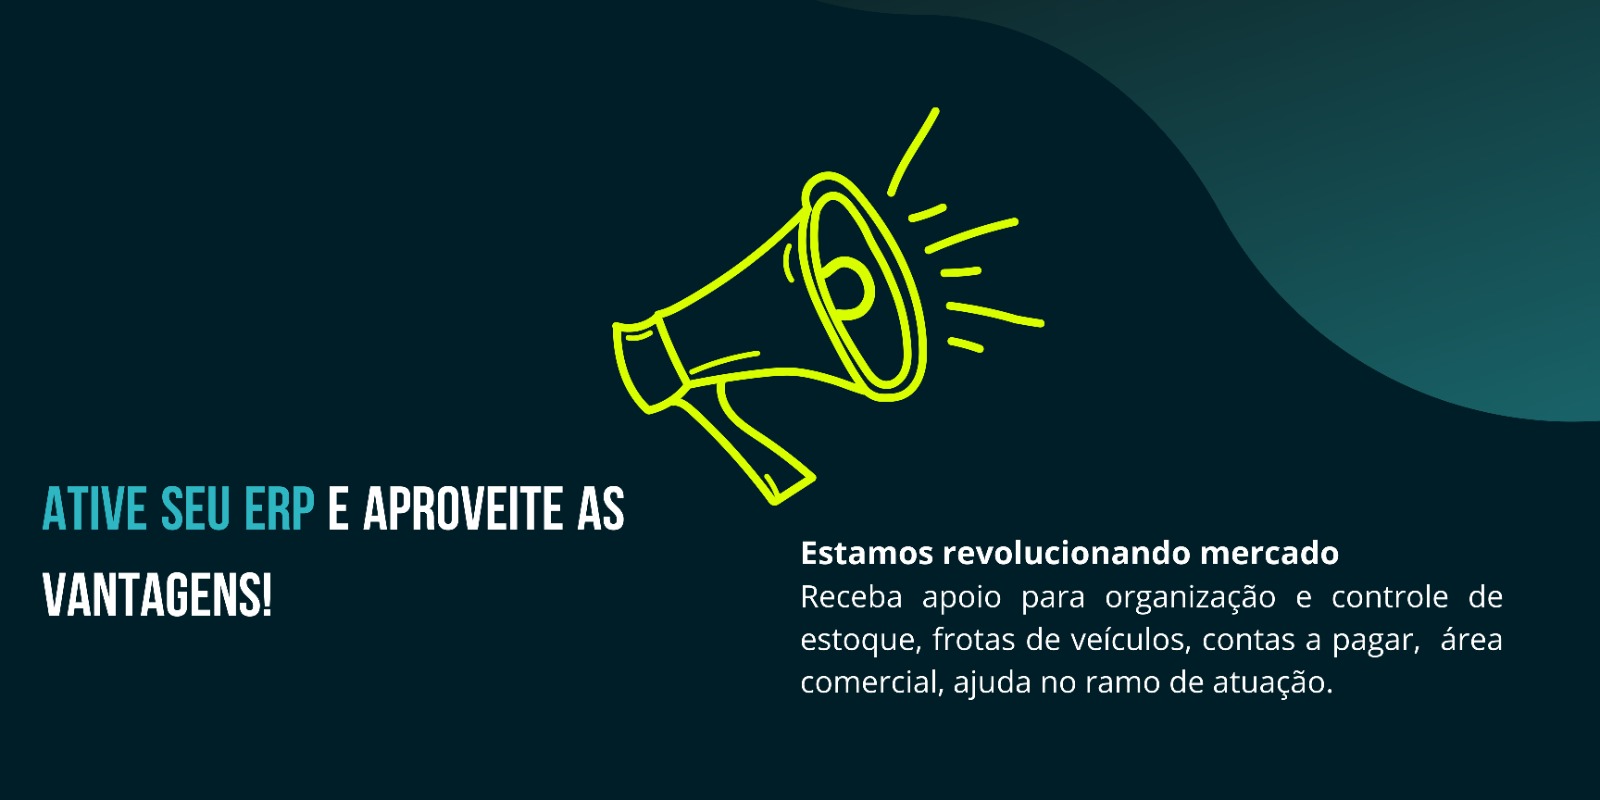 ATIVE SEU ERP E APROVEITE AS
VANTAGENS!
Estamos revolucionando mercado
Receba apoio para organização e controle de
estoque, frotas de veículos, contas a pagar, área
comercial, ajuda no ramo de atuação.